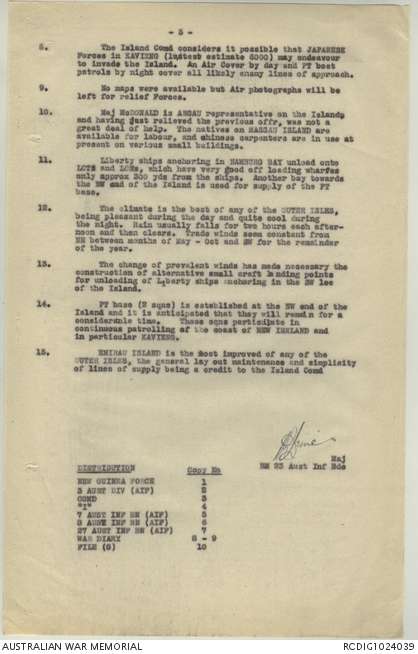 - 3 -
8. The Island Comd considers it possible that JAPANESE
Forces in KAVIENG (lastest estimate 5000) may endeavour
to invade the Island. An Air Cover by day and PT boat
patrols by night cover all likely enemy lines of approach.
9. No maps were available but Air photographs will be
left for relief Forces.
10. Maj McDONALD is ANGAU representative on the Islands
and having just relieved the previous offr, was not a
great deal of help. The natives on MASSAU ISLAND are
available for labour, and chinese carpenters are in use at
present on various small buildings.
11. Liberty ships anchoring in HAMBURG BAY unload onto
LCTs and LCMs, which have very good off loading wharfes
only approx 300 yds from the ships. Another bay towards
the NW end of the Island is used for supply of the PT
base.
12. The climate is the best of any of the OUTER ISLES,
being pleasant during the day and quite cool during
the night. Rain usually falls for two hours each after-
noon and then clears. Trade winds seem constant from
NE between months of May - Oct and SW for the remainder
of the year.
13. The change of prevalent winds has made necessary the
construction of alternative small craft landing points
for unloading of Liberty ships anchoring in the SW lee
of the Island.
14. PT base (2 sqns) is established at the NW end of the
Island and it is anticipated that they will remain for a
considerable time. These sqns participate in
continuous patrolling of the coast of NEW IRELAND and
in particular KAVIENG.
15. EMIRAU ISLAND is the most improved of any of the
OUTER ISLES, the general lay out maintenance and simplicity
of lines of supply being a credit to the Island Comd
Maj
BM 23 Aust Inf Bde
DISTRIBUTION Copy No
NEW GUINEA FORCE 1
3 AUST DIV (AIF) 2
COMD 3
"I" 4
7 AUST INF BN (AIF) 5
8 AUST INF BN (AIF) 6
27 AUST INF BN (AIF) 7
WAR DIARY 8 - 9
FILE (G) 10
AUSTRALIAN WAR MEMORIAL
RCDIG1024039